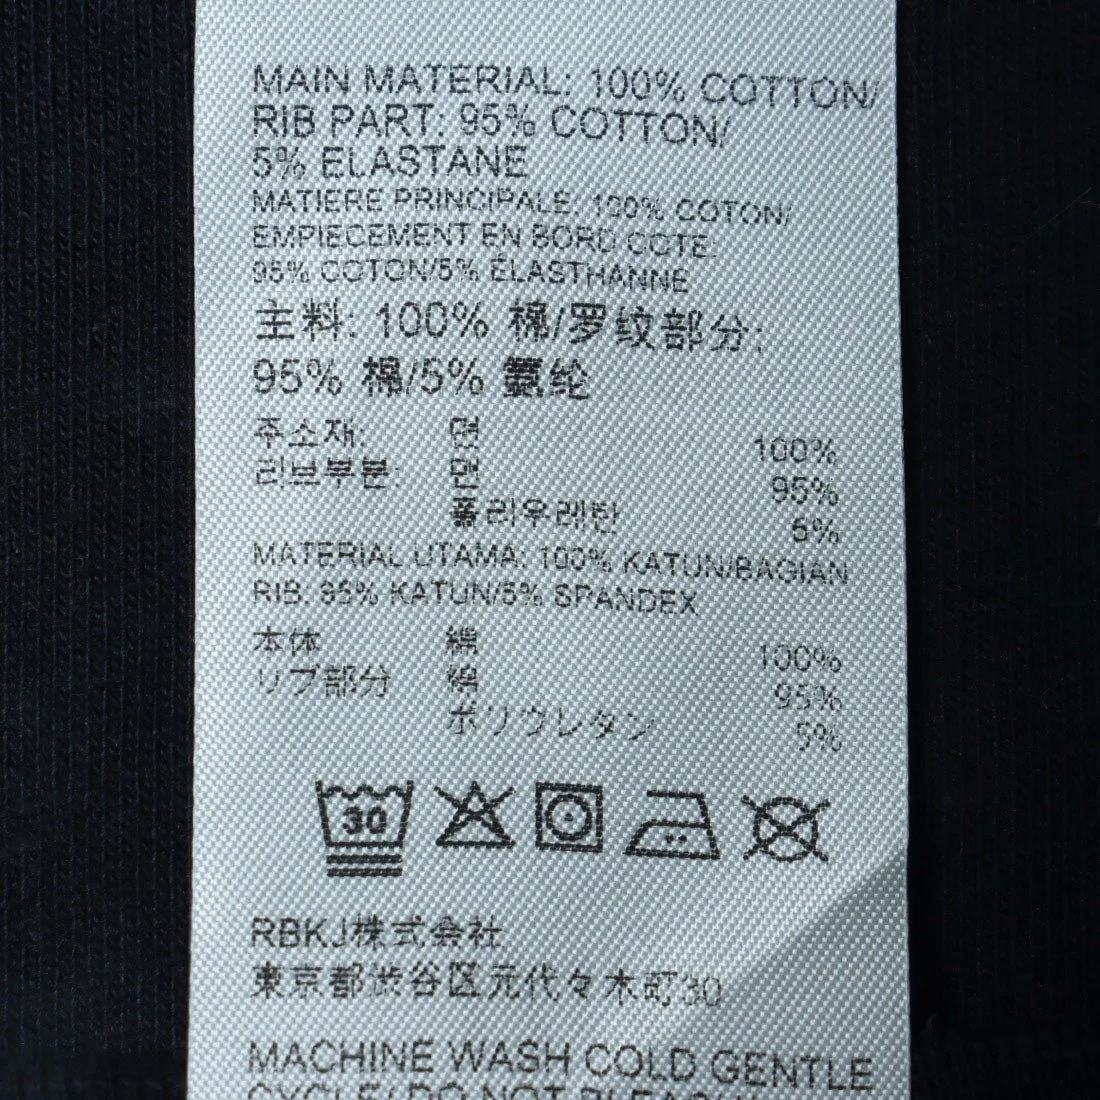 MAIN MATERIAL: 100% COTTON/
RIB PART: 95% COTTON/
5% ELASTANE
MATIERE PRINCIPALE: 100% COTON/
EMPIECEMENT EN BORD COTE:
95% COTON/5% ÉLASTHANNE
主料: 100% 棉/罗纹部分:
95% 棉/5% 氨纶
주소재: 면 100%
리브부분: 면 95%
폴리우레탄 5%
MATERIAL UTAMA: 100% KATUN/BAGIAN
RIB: 95% KATUN/5% SPANDEX
本体 綿 100%
リブ部分 綿 95%
ポリウレタン 5%
30
RBKJ株式会社
東京都渋谷区元代々木町30
MACHINE WASH COLD GENTLE
CYCLE/ DO NOT BLEACH/